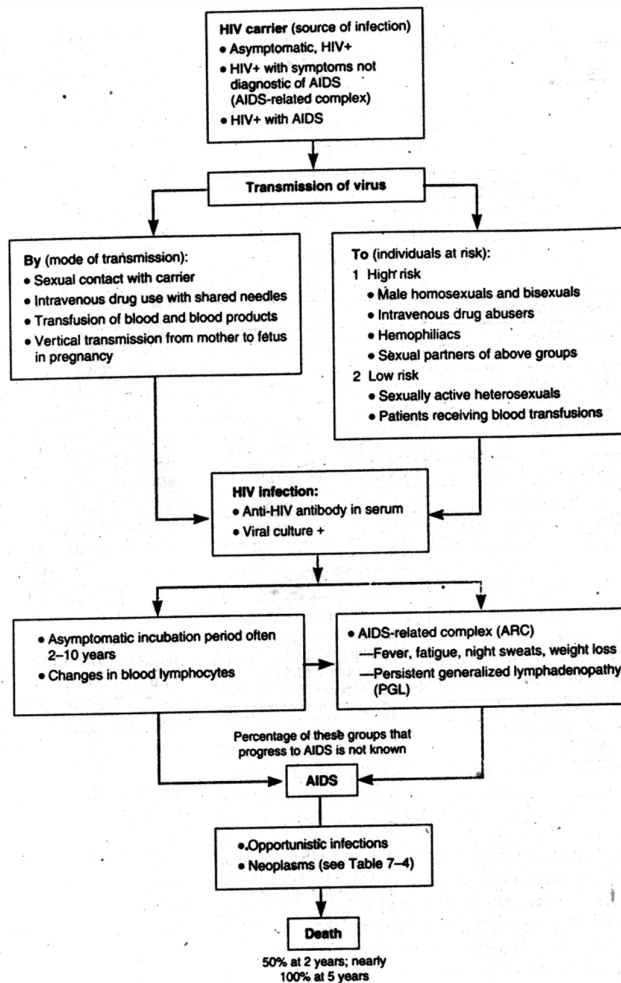 HIV carrier (source of infection)
● Asymptomatic, HIV+
● HIV+ with symptoms not
diagnostic of AIDS
(AIDS-related complex)
● HIV+ with AIDS
Transmission of virus
By (mode of transmission):
● Sexual contact with carrier
● Intravenous drug use with shared needles
● Transfusion of blood and blood products
● Vertical transmission from mother to fetus
in pregnancy
To (individuals at risk):
1 High risk
● Male homosexuals and bisexuals
● Intravenous drug abusers
● Hemophiliacs
● Sexual partners of above groups
2 Low risk
● Sexually active heterosexuals
● Patients receiving blood transfusions
HIV infection:
● Anti-HIV antibody in serum
● Viral culture +
● Asymptomatic incubation period often
2–10 years
● Changes in blood lymphocytes
● AIDS-related complex (ARC)
—Fever, fatigue, night sweats, weight loss
—Persistent generalized lymphadenopathy
(PGL)
Percentage of these groups that
progress to AIDS is not known
AIDS
● Opportunistic infections
● Neoplasms (see Table 7–4)
Death
50% at 2 years; nearly
100% at 5 years